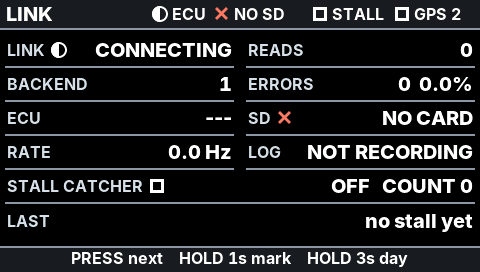 LINK ECU NO SD STALL GPS 2
LINK CONNECTING READS 0
BACKEND 1 ERRORS 0 0.0%
ECU --- SD NO CARD
RATE 0.0 Hz LOG NOT RECORDING
STALL CATCHER OFF COUNT 0
LAST no stall yet
PRESS next HOLD 1s mark HOLD 3s day